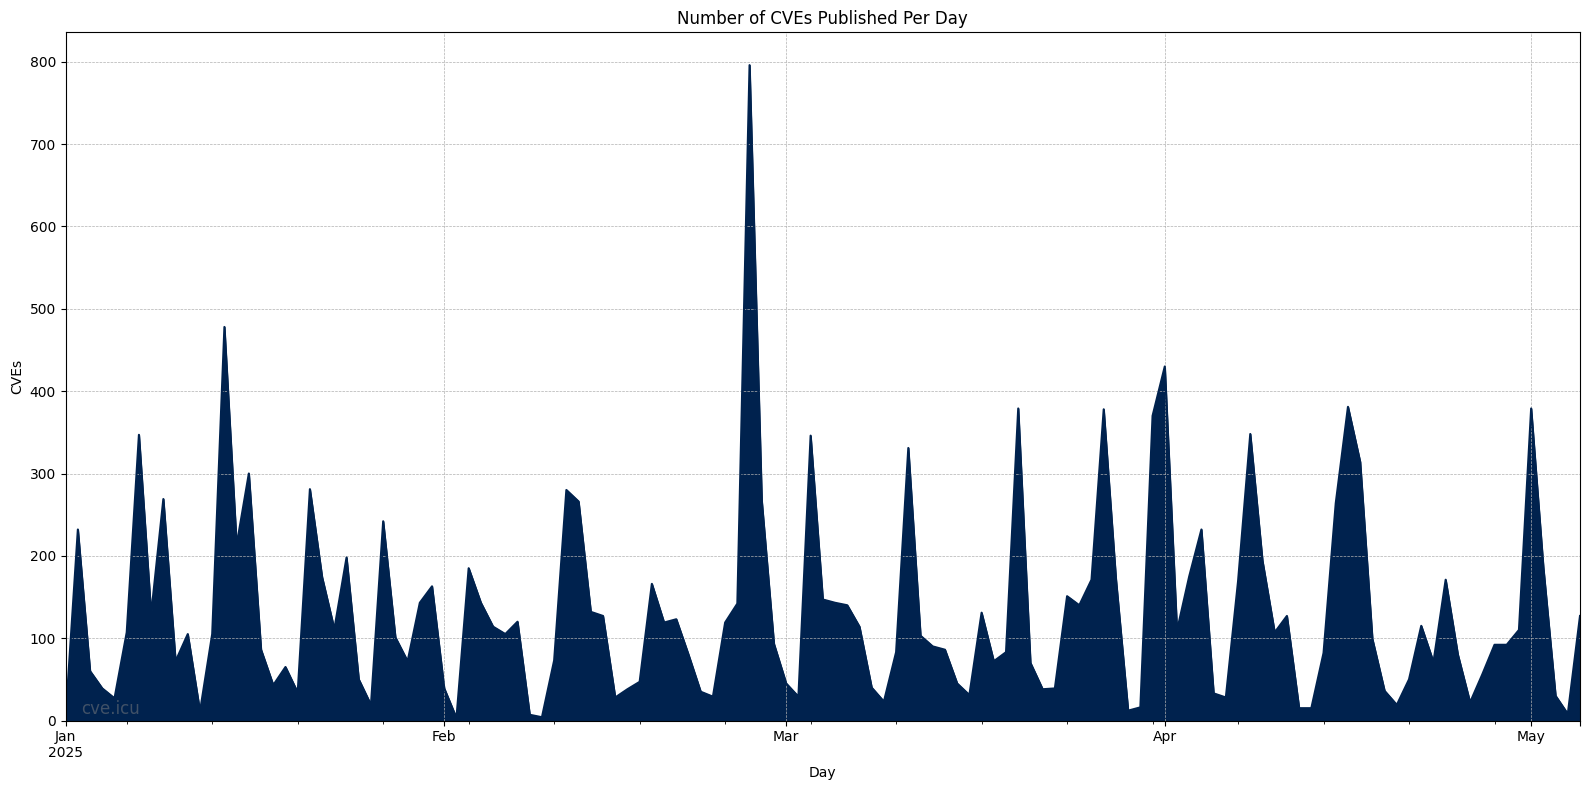 Number of CVEs Published Per Day
800
700
600
500
400
300
200
100
0
CVEs
cve.icu
Jan
2025
Feb
Mar
Apr
May
Day